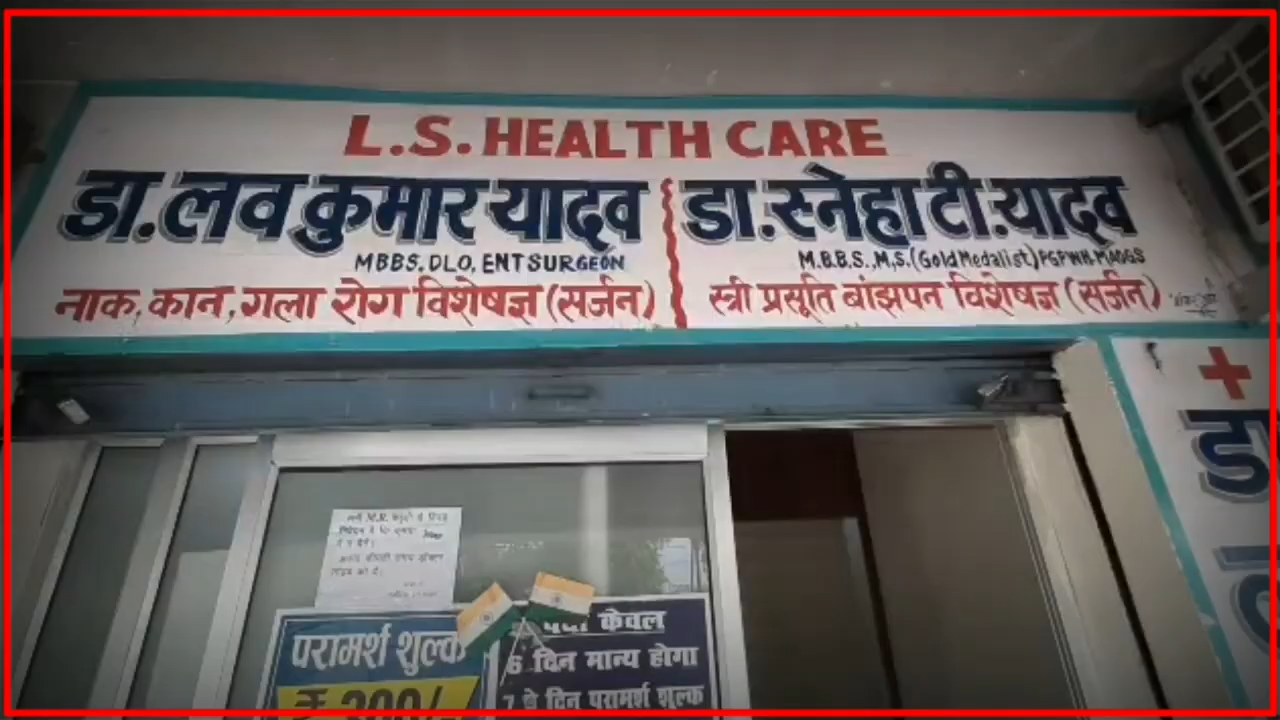 L.S. HEALTH CARE
डा. लव कुमार यादव
MBBS, DLO, ENT SURGEON
नाक, कान, गला रोग विशेषज्ञ (सर्जन)
डा. स्नेहा टी. यादव
M.B.B.S., M.S. (Gold Medalist) PGPWH, MAOGS
स्त्री प्रसूति बांझपन विशेषज्ञ (सर्जन)
परामर्श शुल्क
₹ 300/-
केवल
6 दिन मान्य होगा
7 वे दिन परामर्श शुल्क
+
डा